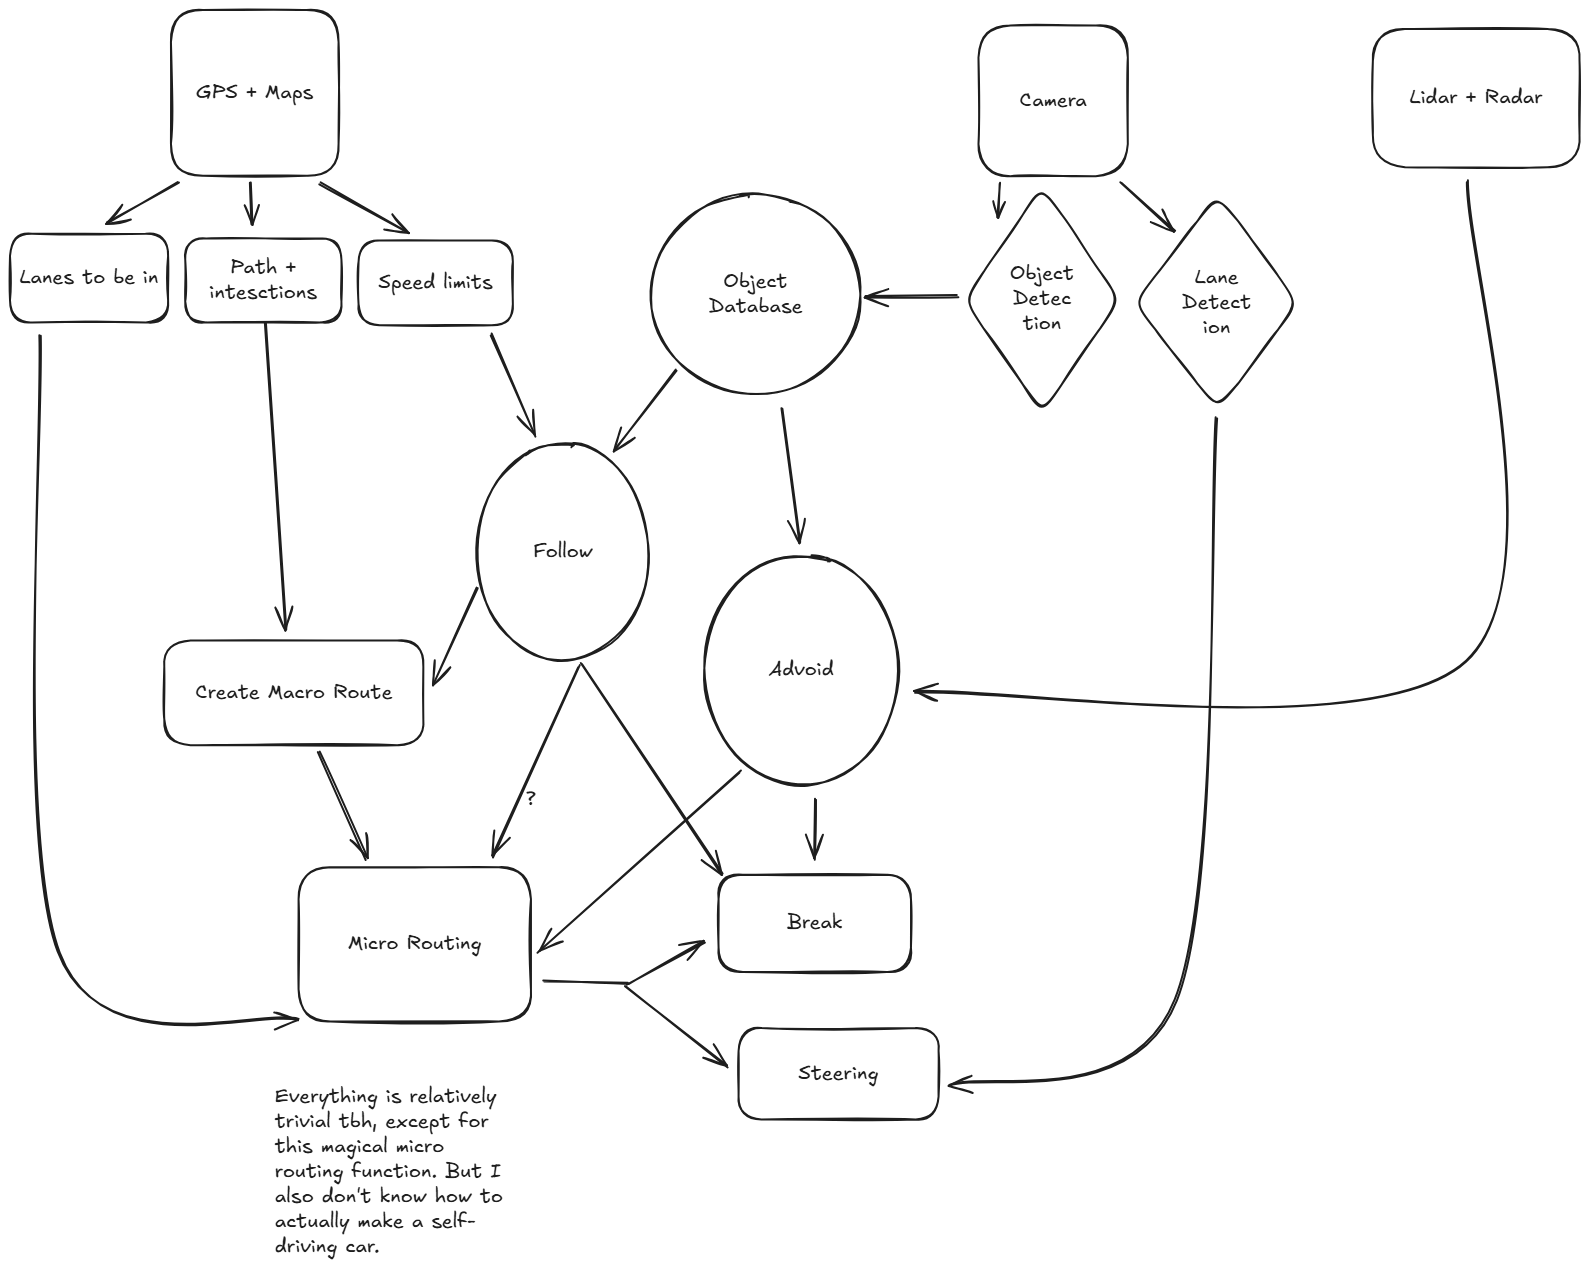 GPS + Maps
Camera
Lidar + Radar
Lanes to be in
Path +
intesctions
Speed limits
Object
Database
Object
Detec
tion
Lane
Detect
ion
Follow
Advoid
Create Macro Route
?
Micro Routing
Break
Steering
Everything is relatively
trivial tbh, except for
this magical micro
routing function. But I
also don't know how to
actually make a self-
driving car.